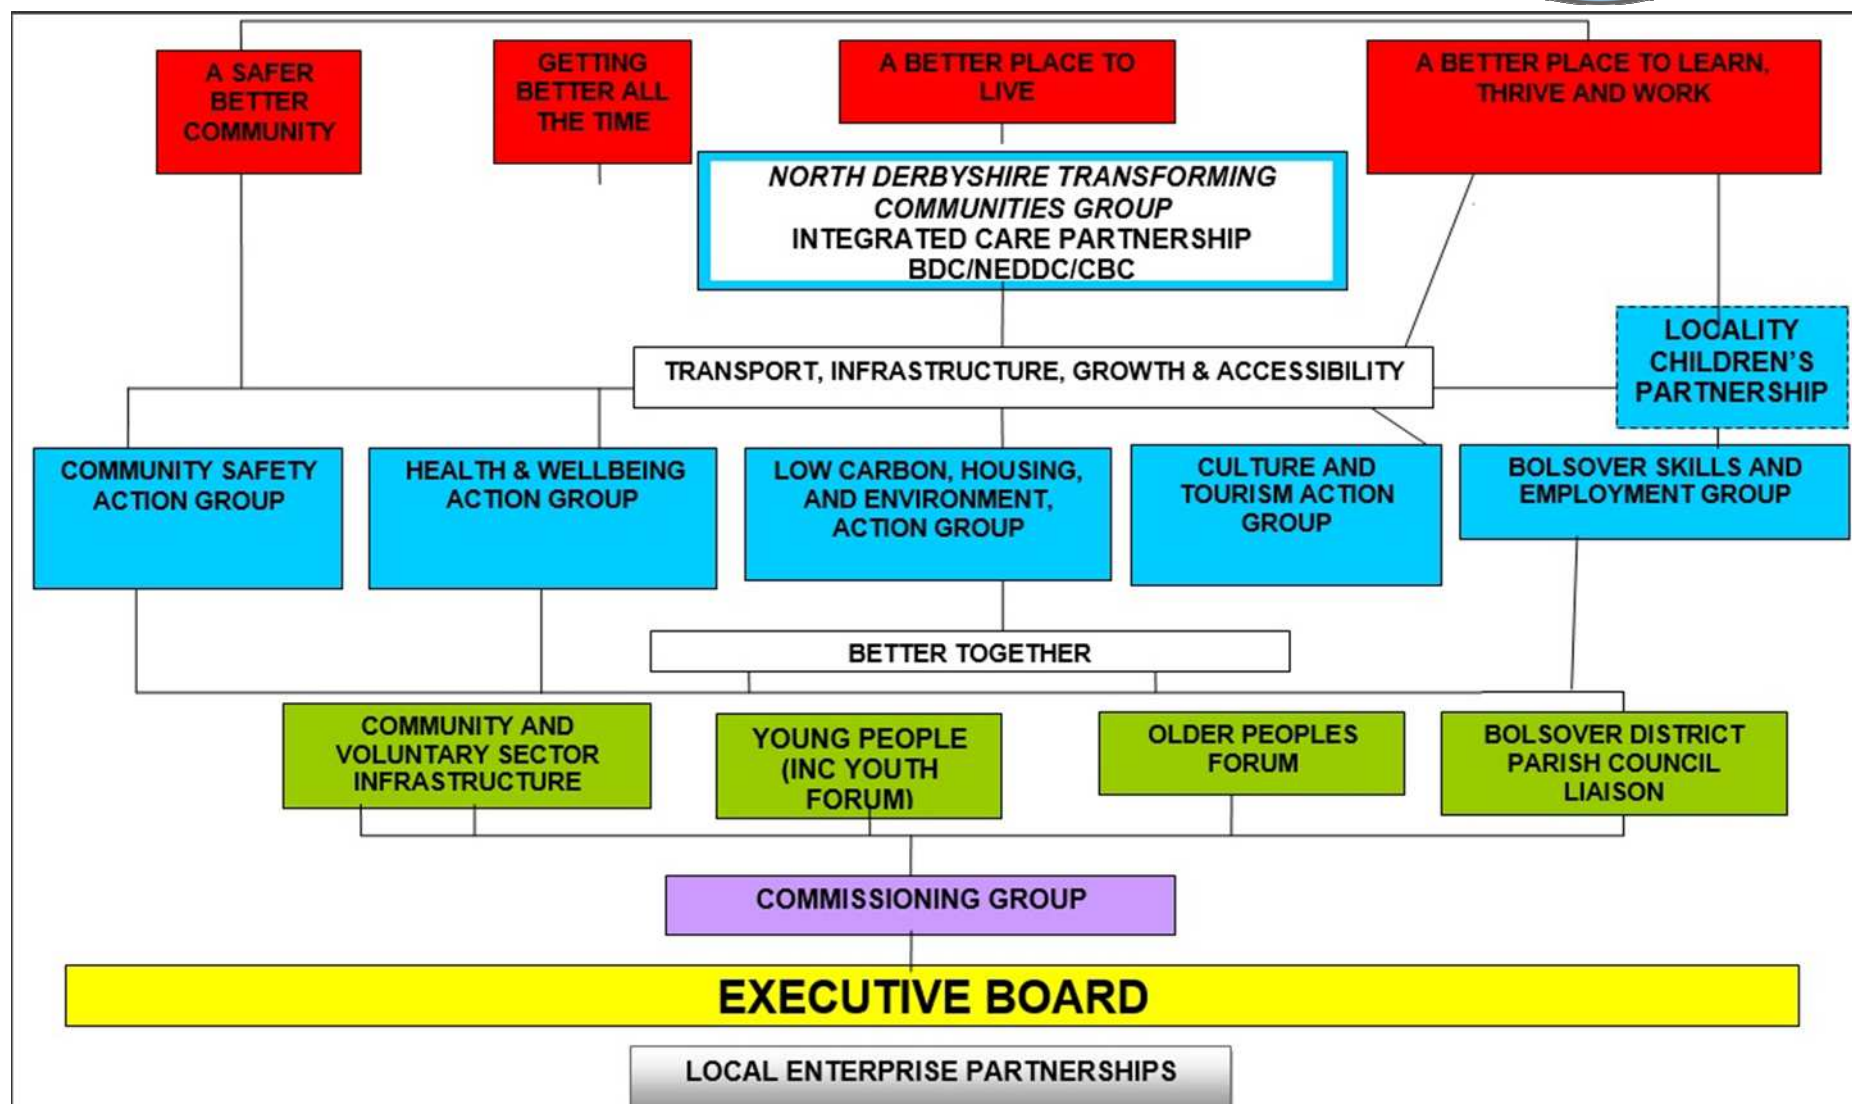 A SAFER
BETTER
COMMUNITY
GETTING
BETTER ALL
THE TIME
A BETTER PLACE TO
LIVE
A BETTER PLACE TO LEARN,
THRIVE AND WORK
NORTH DERBYSHIRE TRANSFORMING
COMMUNITIES GROUP
INTEGRATED CARE PARTNERSHIP
BDC/NEDDC/CBC
LOCALITY
CHILDREN'S
PARTNERSHIP
TRANSPORT, INFRASTRUCTURE, GROWTH & ACCESSIBILITY
COMMUNITY SAFETY
ACTION GROUP
HEALTH & WELLBEING
ACTION GROUP
LOW CARBON, HOUSING,
AND ENVIRONMENT,
ACTION GROUP
CULTURE AND
TOURISM ACTION
GROUP
BOLSOVER SKILLS AND
EMPLOYMENT GROUP
BETTER TOGETHER
COMMUNITY AND
VOLUNTARY SECTOR
INFRASTRUCTURE
YOUNG PEOPLE
(INC YOUTH
FORUM)
OLDER PEOPLES
FORUM
BOLSOVER DISTRICT
PARISH COUNCIL
LIAISON
COMMISSIONING GROUP
EXECUTIVE BOARD
LOCAL ENTERPRISE PARTNERSHIPS